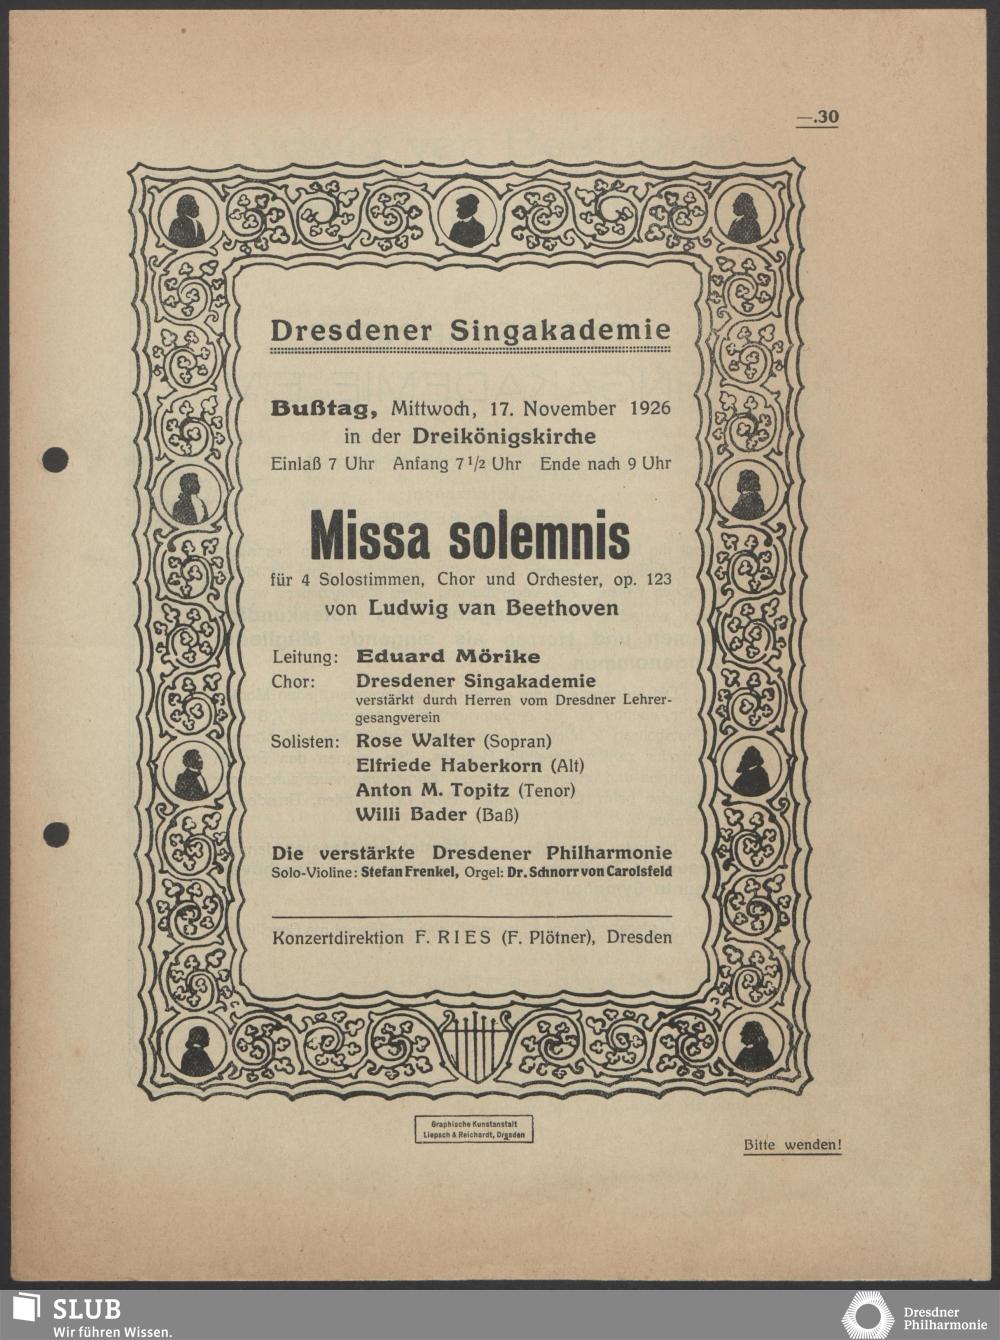 —.30
Dresdener Singakademie
Bußtag, Mittwoch, 17. November 1926
in der Dreikönigskirche
Einlaß 7 Uhr Anfang 7 1/2 Uhr Ende nach 9 Uhr
Missa solemnis
für 4 Solostimmen, Chor und Orchester, op. 123
von Ludwig van Beethoven
Leitung: Eduard Mörike
Chor: Dresdener Singakademie
verstärkt durch Herren vom Dresdner Lehrer-
gesangverein
Solisten: Rose Walter (Sopran)
Elfriede Haberkorn (Alt)
Anton M. Topitz (Tenor)
Willi Bader (Baß)
Die verstärkte Dresdener Philharmonie
Solo-Violine: Stefan Frenkel, Orgel: Dr. Schnorr von Carolsfeld
Konzertdirektion F. RIES (F. Plötner), Dresden
Graphische Kunstanstalt
Liepsch & Reichardt, Dresden
Bitte wenden!
SLUB
Wir führen Wissen.
Dresdner
Philharmonie